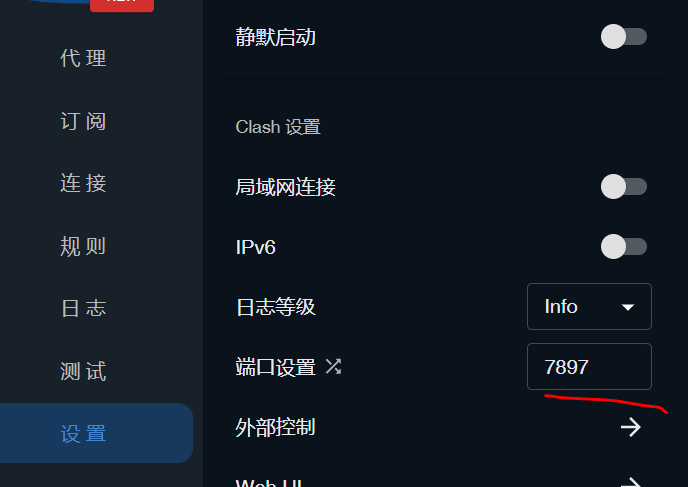 代理
订阅
连接
规则
日志
测试
设置
静默启动
Clash 设置
局域网连接
IPv6
日志等级 Info
端口设置 7897
外部控制
Web UI